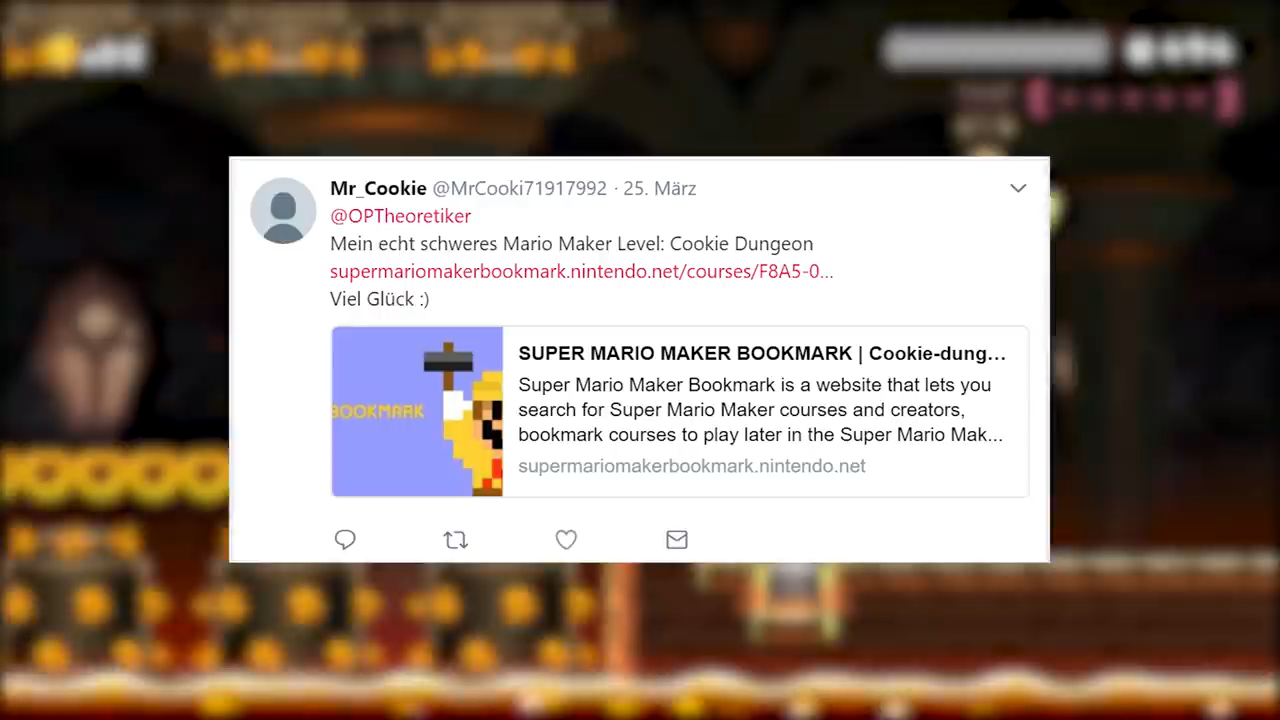 Mr_Cookie @MrCooki71917992 · 25. März
@OPTheoretiker
Mein echt schweres Mario Maker Level: Cookie Dungeon
supermariomakerbookmark.nintendo.net/courses/F8A5-0...
Viel Glück :)
BOOKMARK
SUPER MARIO MAKER BOOKMARK | Cookie-dung...
Super Mario Maker Bookmark is a website that lets you
search for Super Mario Maker courses and creators,
bookmark courses to play later in the Super Mario Mak...
supermariomakerbookmark.nintendo.net